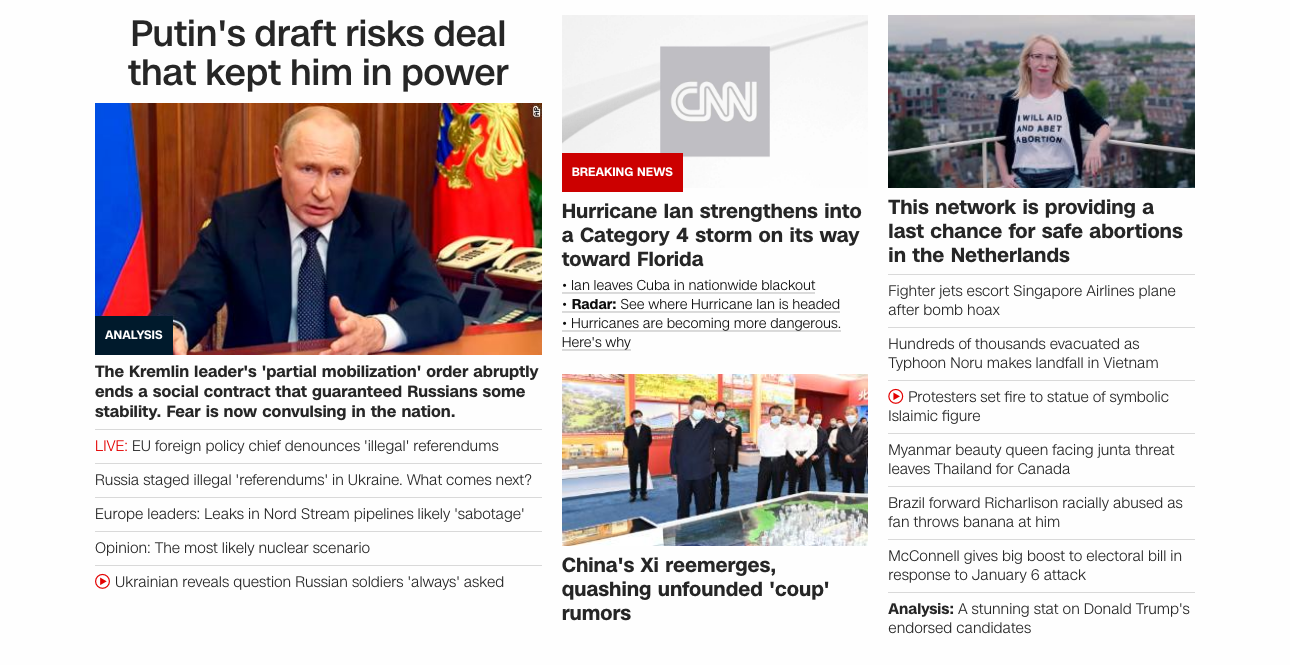 Putin's draft risks deal
that kept him in power
AP
ANALYSIS
The Kremlin leader's 'partial mobilization' order abruptly
ends a social contract that guaranteed Russians some
stability. Fear is now convulsing in the nation.
LIVE: EU foreign policy chief denounces 'illegal' referendums
Russia staged illegal 'referendums' in Ukraine. What comes next?
Europe leaders: Leaks in Nord Stream pipelines likely 'sabotage'
Opinion: The most likely nuclear scenario
Ukrainian reveals question Russian soldiers 'always' asked
CNN
BREAKING NEWS
Hurricane Ian strengthens into
a Category 4 storm on its way
toward Florida
• Ian leaves Cuba in nationwide blackout
• Radar: See where Hurricane Ian is headed
• Hurricanes are becoming more dangerous.
Here's why
北
China's Xi reemerges,
quashing unfounded 'coup'
rumors
I WILL AID
AND ABET
ABORTION
This network is providing a
last chance for safe abortions
in the Netherlands
Fighter jets escort Singapore Airlines plane
after bomb hoax
Hundreds of thousands evacuated as
Typhoon Noru makes landfall in Vietnam
Protesters set fire to statue of symbolic
Islaimic figure
Myanmar beauty queen facing junta threat
leaves Thailand for Canada
Brazil forward Richarlison racially abused as
fan throws banana at him
McConnell gives big boost to electoral bill in
response to January 6 attack
Analysis: A stunning stat on Donald Trump's
endorsed candidates